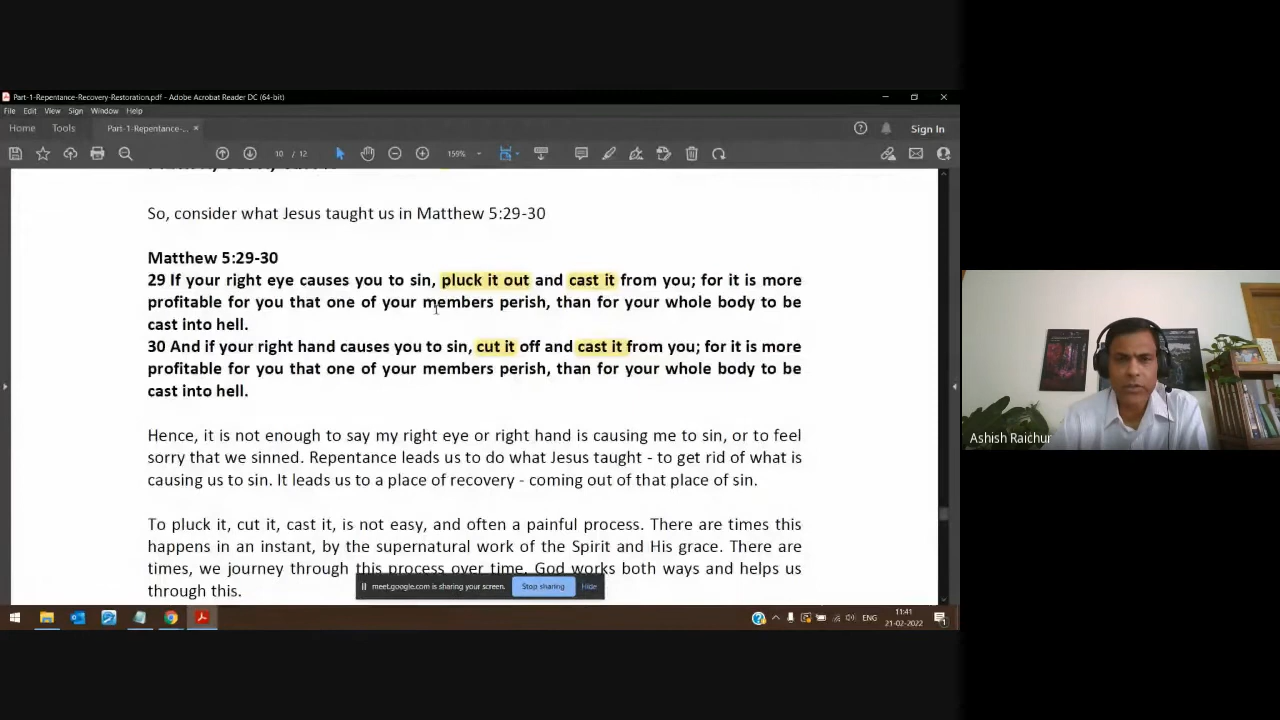 Part-1-Repentance-Recovery-Restoration.pdf - Adobe Acrobat Reader DC (64-bit)
File Edit View Sign Window Help
Home Tools Part-1-Repentance-... × Sign In
10 / 12 159%
So, consider what Jesus taught us in Matthew 5:29-30
Matthew 5:29-30
29 If your right eye causes you to sin, pluck it out and cast it from you; for it is more
profitable for you that one of your members perish, than for your whole body to be
cast into hell.
30 And if your right hand causes you to sin, cut it off and cast it from you; for it is more
profitable for you that one of your members perish, than for your whole body to be
cast into hell.
Hence, it is not enough to say my right eye or right hand is causing me to sin, or to feel
sorry that we sinned. Repentance leads us to do what Jesus taught - to get rid of what is
causing us to sin. It leads us to a place of recovery - coming out of that place of sin.
To pluck it, cut it, cast it, is not easy, and often a painful process. There are times this
happens in an instant, by the supernatural work of the Spirit and His grace. There are
times, we journey through this process over time. God works both ways and helps us
through this.
meet.google.com is sharing your screen. Stop sharing Hide
ENG
11:41
21-02-2022
Ashish Raichur